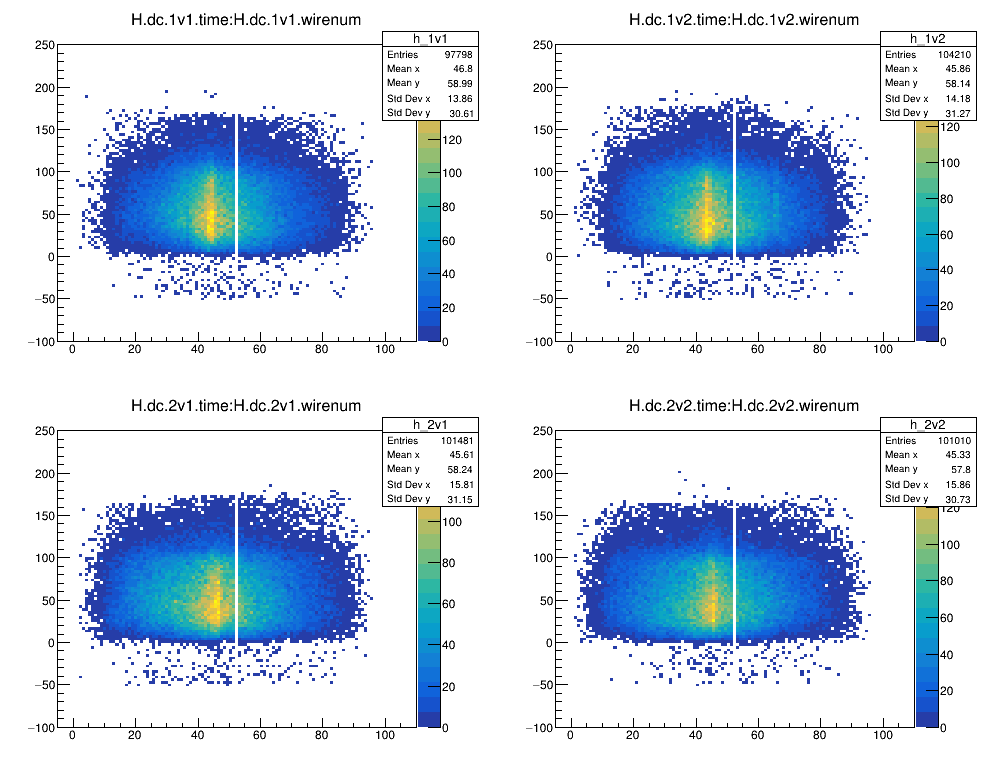 H.dc.1v1.time:H.dc.1v1.wirenum
h_1v1
Entries 97798
Mean x 46.8
Mean y 58.99
Std Dev x 13.86
Std Dev y 30.61
250
200
150
100
50
0
−50
−100
0 20 40 60 80 100
120
100
80
60
40
20
0
H.dc.1v2.time:H.dc.1v2.wirenum
h_1v2
Entries 104210
Mean x 45.86
Mean y 58.14
Std Dev x 14.18
Std Dev y 31.27
250
200
150
100
50
0
−50
−100
0 20 40 60 80 100
120
100
80
60
40
20
0
H.dc.2v1.time:H.dc.2v1.wirenum
h_2v1
Entries 101481
Mean x 45.61
Mean y 58.24
Std Dev x 15.81
Std Dev y 31.15
250
200
150
100
50
0
−50
−100
0 20 40 60 80 100
100
80
60
40
20
0
H.dc.2v2.time:H.dc.2v2.wirenum
h_2v2
Entries 101010
Mean x 45.33
Mean y 57.8
Std Dev x 15.86
Std Dev y 30.73
250
200
150
100
50
0
−50
−100
0 20 40 60 80 100
120
100
80
60
40
20
0